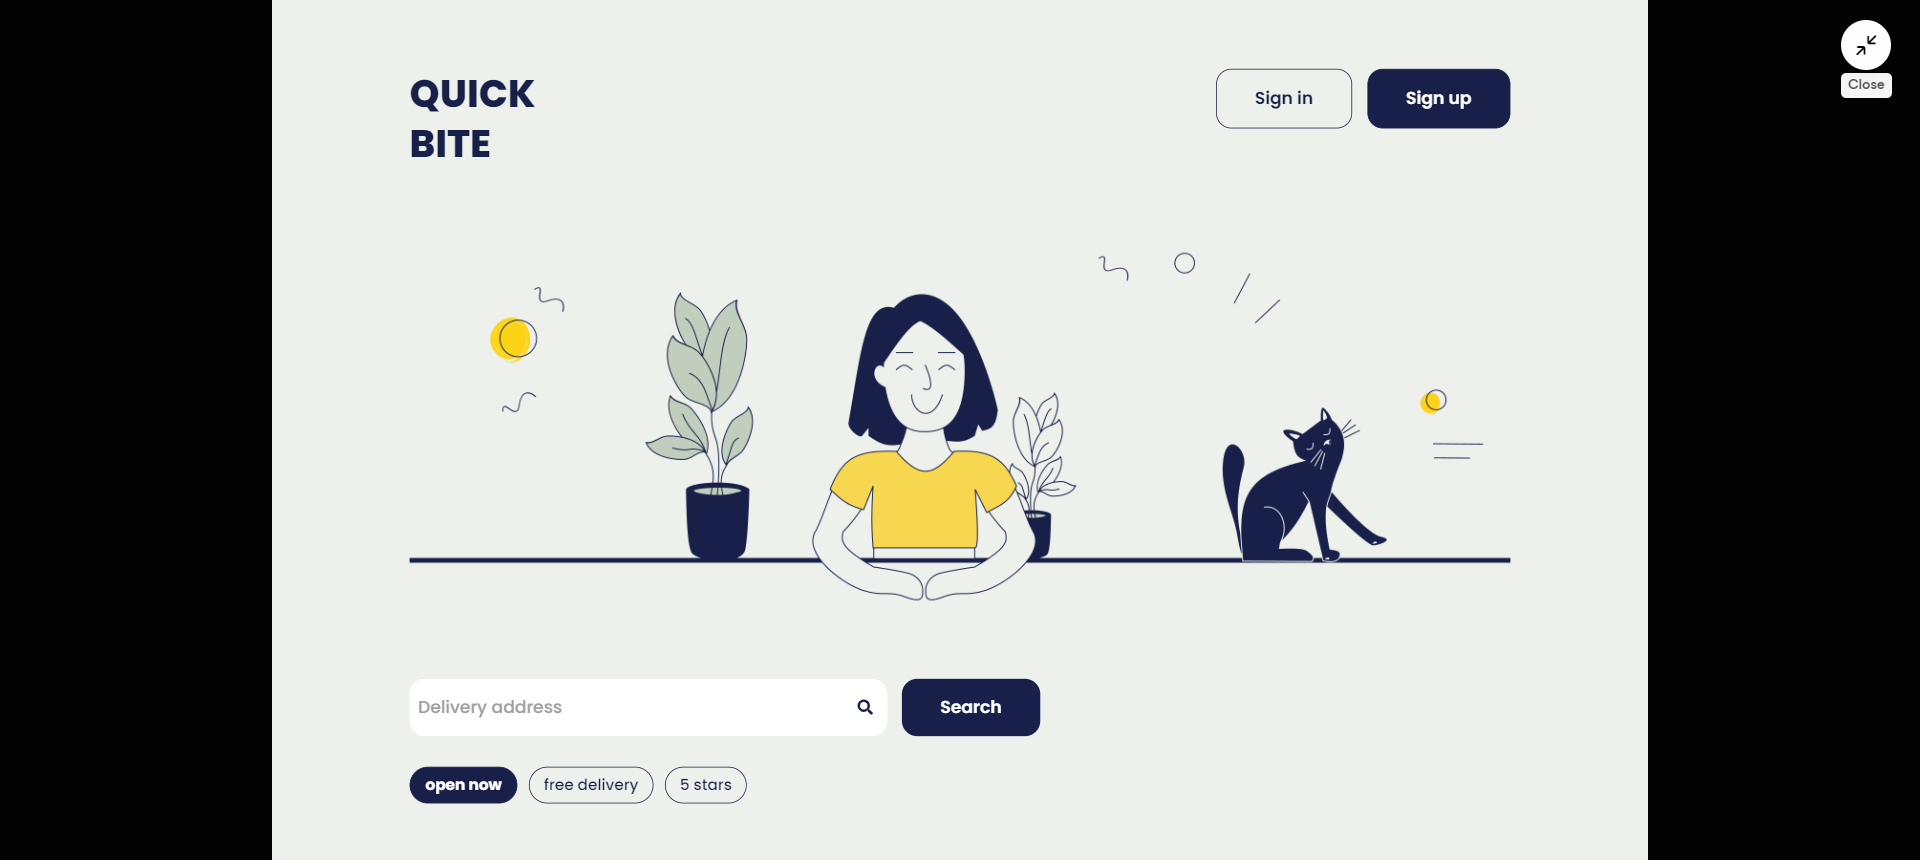 QUICK
BITE
Sign in
Sign up
Close
Delivery address
Search
open now
free delivery
5 stars